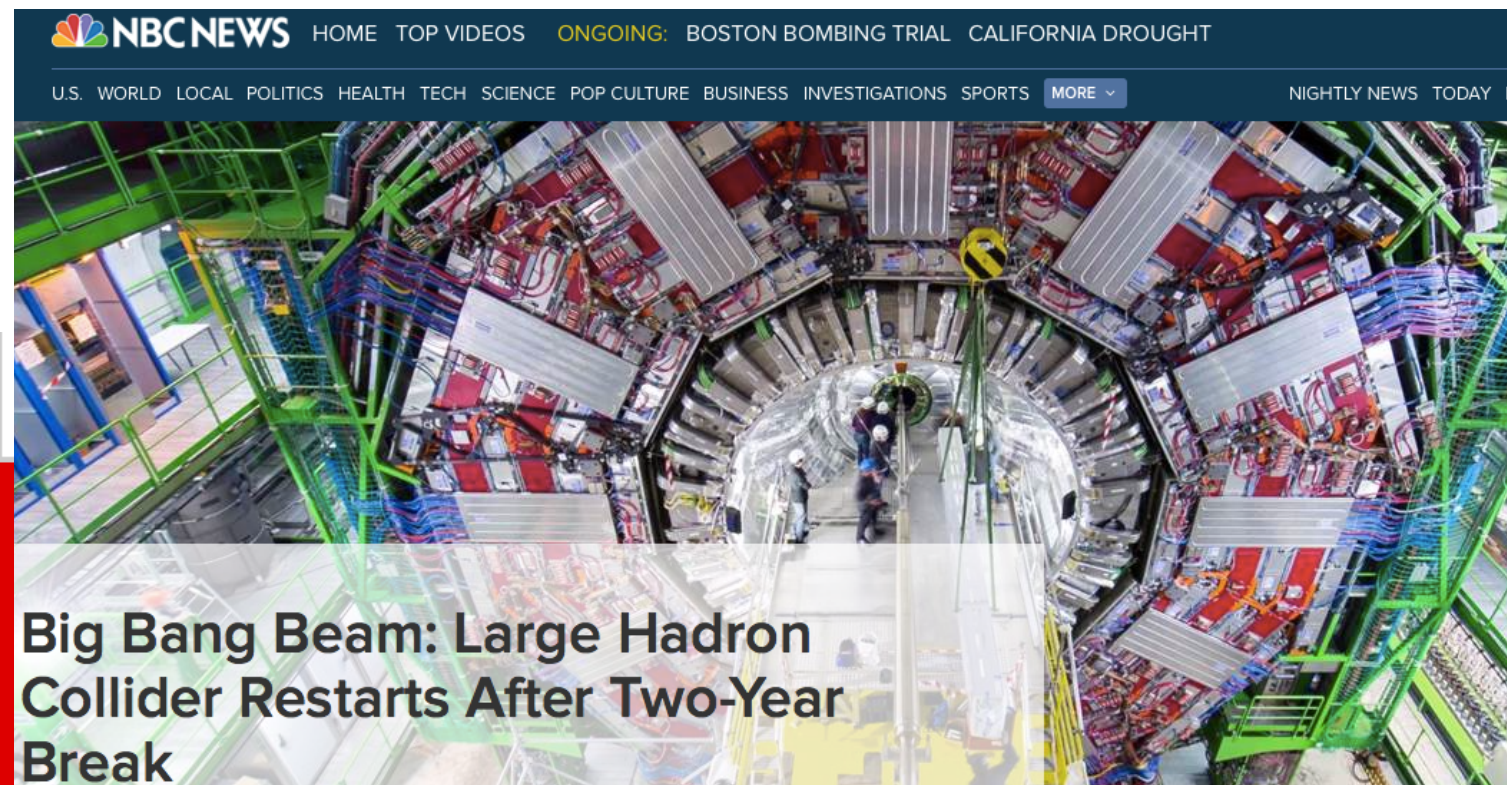 NBC NEWS HOME TOP VIDEOS ONGOING: BOSTON BOMBING TRIAL CALIFORNIA DROUGHT
U.S. WORLD LOCAL POLITICS HEALTH TECH SCIENCE POP CULTURE BUSINESS INVESTIGATIONS SPORTS MORE NIGHTLY NEWS TODAY
Big Bang Beam: Large Hadron
Collider Restarts After Two-Year
Break